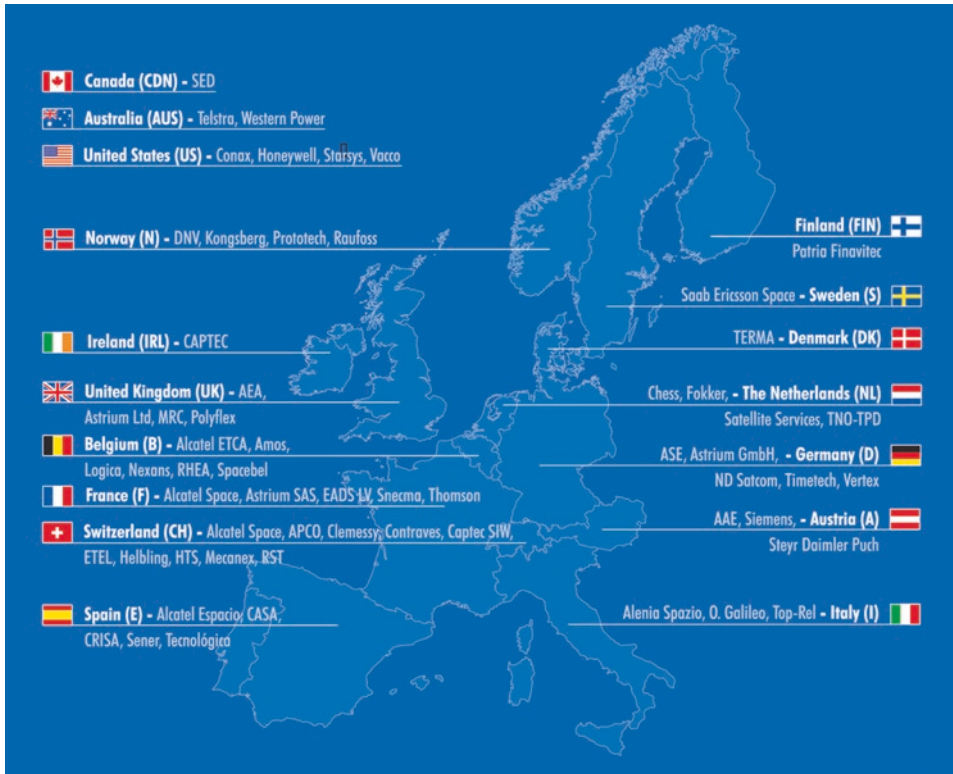 Canada (CDN) - SED
Australia (AUS) - Telstra, Western Power
United States (US) - Conax, Honeywell, Starsys, Vacco
Norway (N) - DNV, Kongsberg, Prototech, Raufoss
Ireland (IRL) - CAPTEC
United Kingdom (UK) - AEA,
Astrium Ltd, MRC, Polyflex
Belgium (B) - Alcatel ETCA, Amos,
Logica, Nexans, RHEA, Spacebel
France (F) - Alcatel Space, Astrium SAS, EADS LV, Snecma, Thomson
Switzerland (CH) - Alcatel Space, APCO, Clemessy, Contraves, Captec SIW,
ETEL, Helbling, HTS, Mecanex, RST
Spain (E) - Alcatel Espacio, CASA,
CRISA, Sener, Tecnológica
Finland (FIN)
Patria Finavitec
Saab Ericsson Space - Sweden (S)
TERMA - Denmark (DK)
Chess, Fokker, - The Netherlands (NL)
Satellite Services, TNO-TPD
ASE, Astrium GmbH, - Germany (D)
ND Satcom, Timetech, Vertex
AAE, Siemens, - Austria (A)
Steyr Daimler Puch
Alenia Spazio, O. Galileo, Top-Rel - Italy (I)